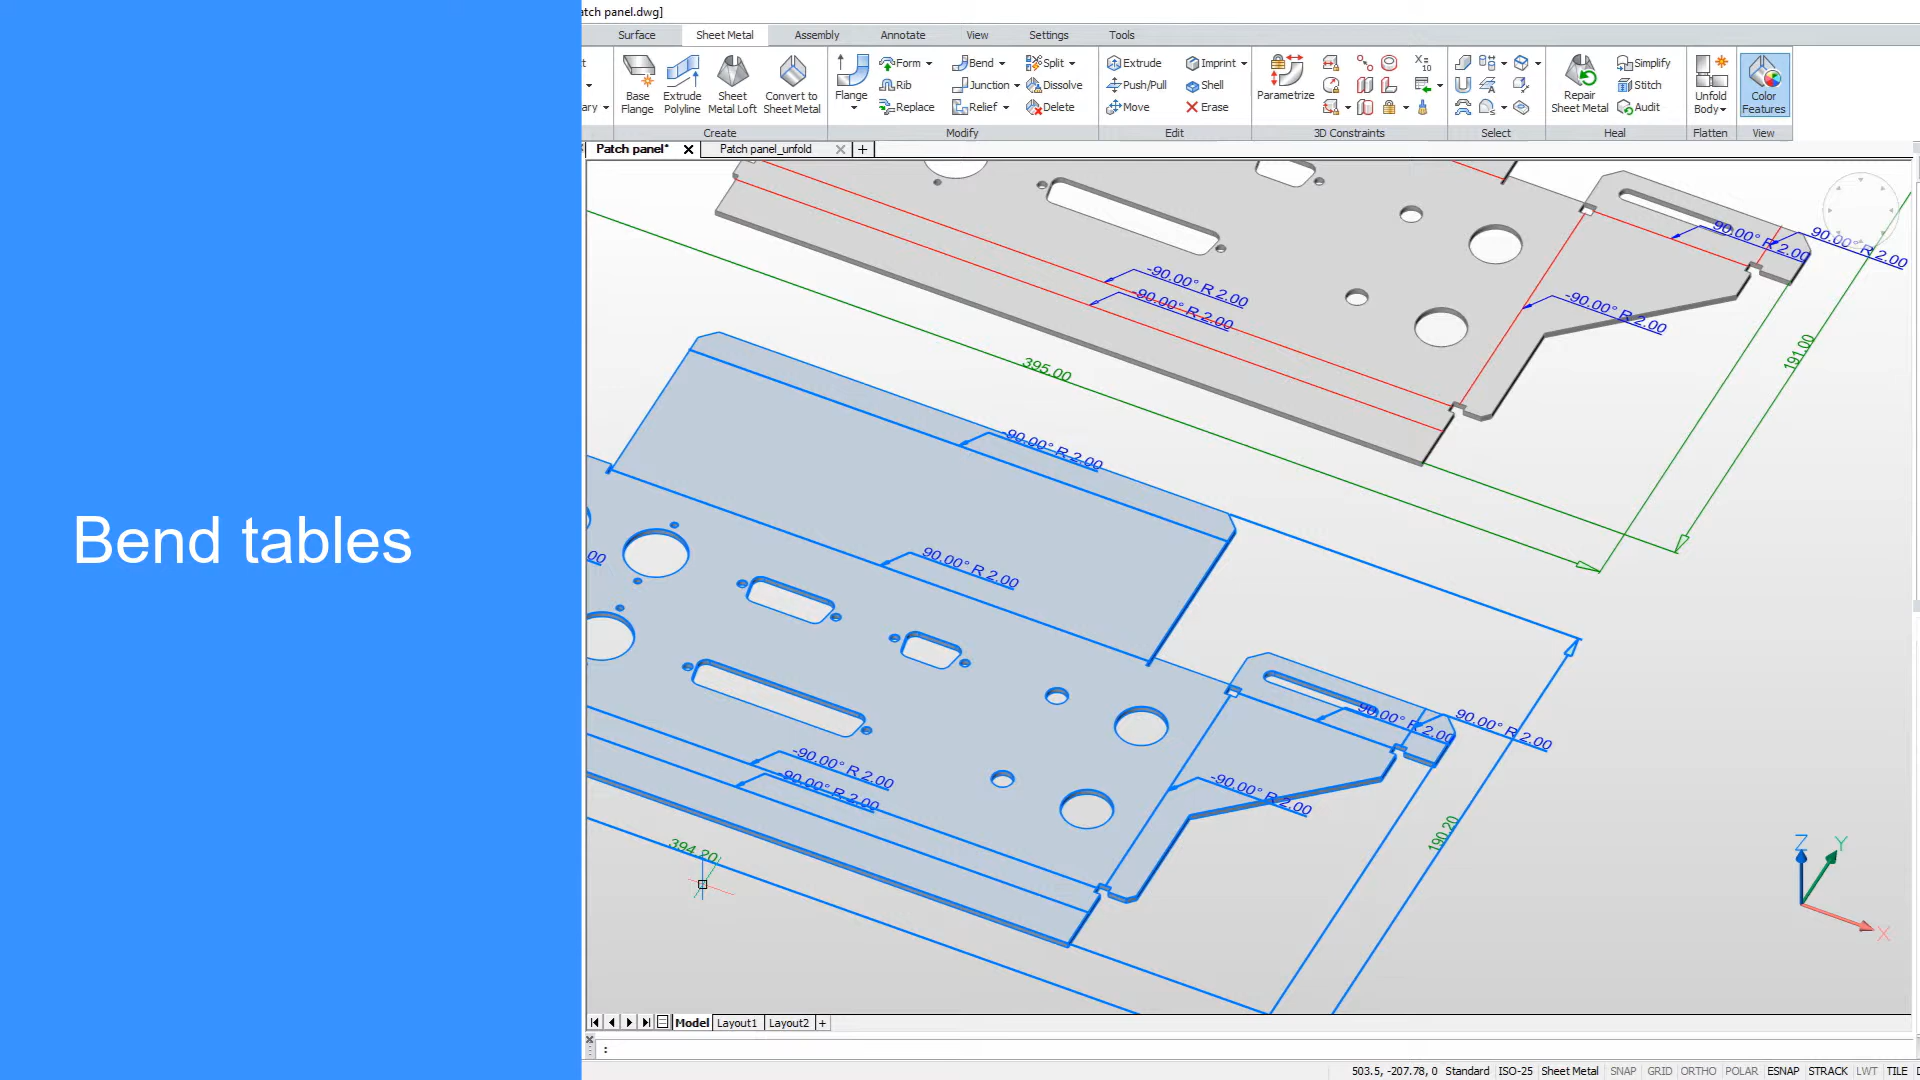 atch panel.dwg]
Surface
Sheet Metal
Assembly
Annotate
View
Settings
Tools
Base Flange
Extrude Polyline
Sheet Metal Loft
Convert to Sheet Metal
Flange
Form
Rib
Replace
Bend
Junction
Relief
Split
Dissolve
Delete
Extrude
Push/Pull
Move
Imprint
Shell
Erase
Parametrize
Repair Sheet Metal
Simplify
Stitch
Audit
Unfold Body
Color Features
Create
Modify
Edit
3D Constraints
Select
Heal
Flatten
View
Patch panel*
Patch panel_unfold
Bend tables
90.00° R 2.00
90.00° R 2.00
-90.00° R 2.00
-90.00° R 2.00
-90.00° R 2.00
191.00
395.00
-90.00° R 2.00
90.00° R 2.00
00
90.00° R 2.00
90.00° R 2.00
-90.00° R 2.00
-90.00° R 2.00
-90.00° R 2.00
190.20
394.20
Z
Y
X
Model
Layout1
Layout2
+
:
503.5, -207.78, 0
Standard
ISO-25
Sheet Metal
SNAP
GRID
ORTHO
POLAR
ESNAP
STRACK
LWT
TILE